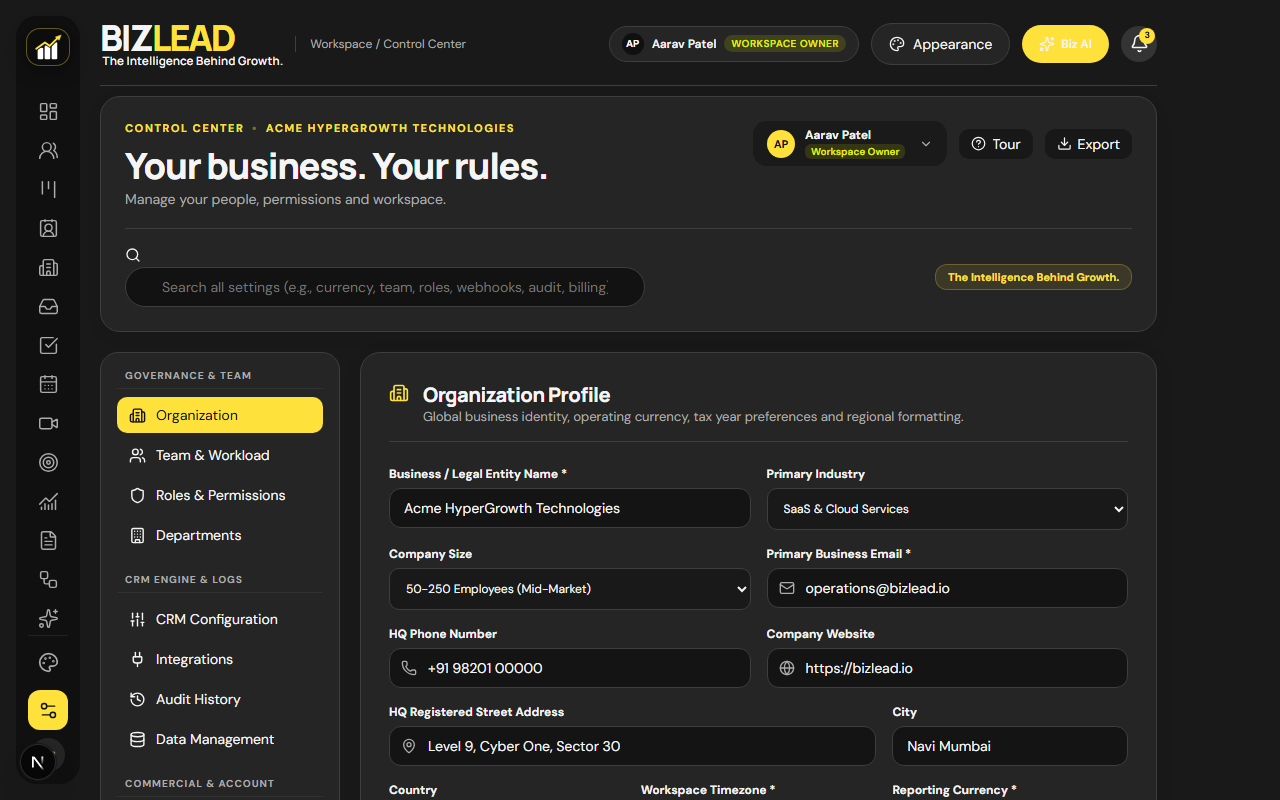 BIZLEAD
The Intelligence Behind Growth.
Workspace / Control Center
AP Aarav Patel WORKSPACE OWNER
Appearance
Biz AI
3
CONTROL CENTER • ACME HYPERGROWTH TECHNOLOGIES
Your business. Your rules.
Manage your people, permissions and workspace.
AP
Aarav Patel
Workspace Owner
Tour
Export
Search all settings (e.g., currency, team, roles, webhooks, audit, billing)
The Intelligence Behind Growth.
GOVERNANCE & TEAM
Organization
Team & Workload
Roles & Permissions
Departments
CRM ENGINE & LOGS
CRM Configuration
Integrations
Audit History
Data Management
COMMERCIAL & ACCOUNT
Organization Profile
Global business identity, operating currency, tax year preferences and regional formatting.
Business / Legal Entity Name *
Acme HyperGrowth Technologies
Primary Industry
SaaS & Cloud Services
Company Size
50-250 Employees (Mid-Market)
Primary Business Email *
operations@bizlead.io
HQ Phone Number
+91 98201 00000
Company Website
https://bizlead.io
HQ Registered Street Address
Level 9, Cyber One, Sector 30
City
Navi Mumbai
Country
Workspace Timezone *
Reporting Currency *
N